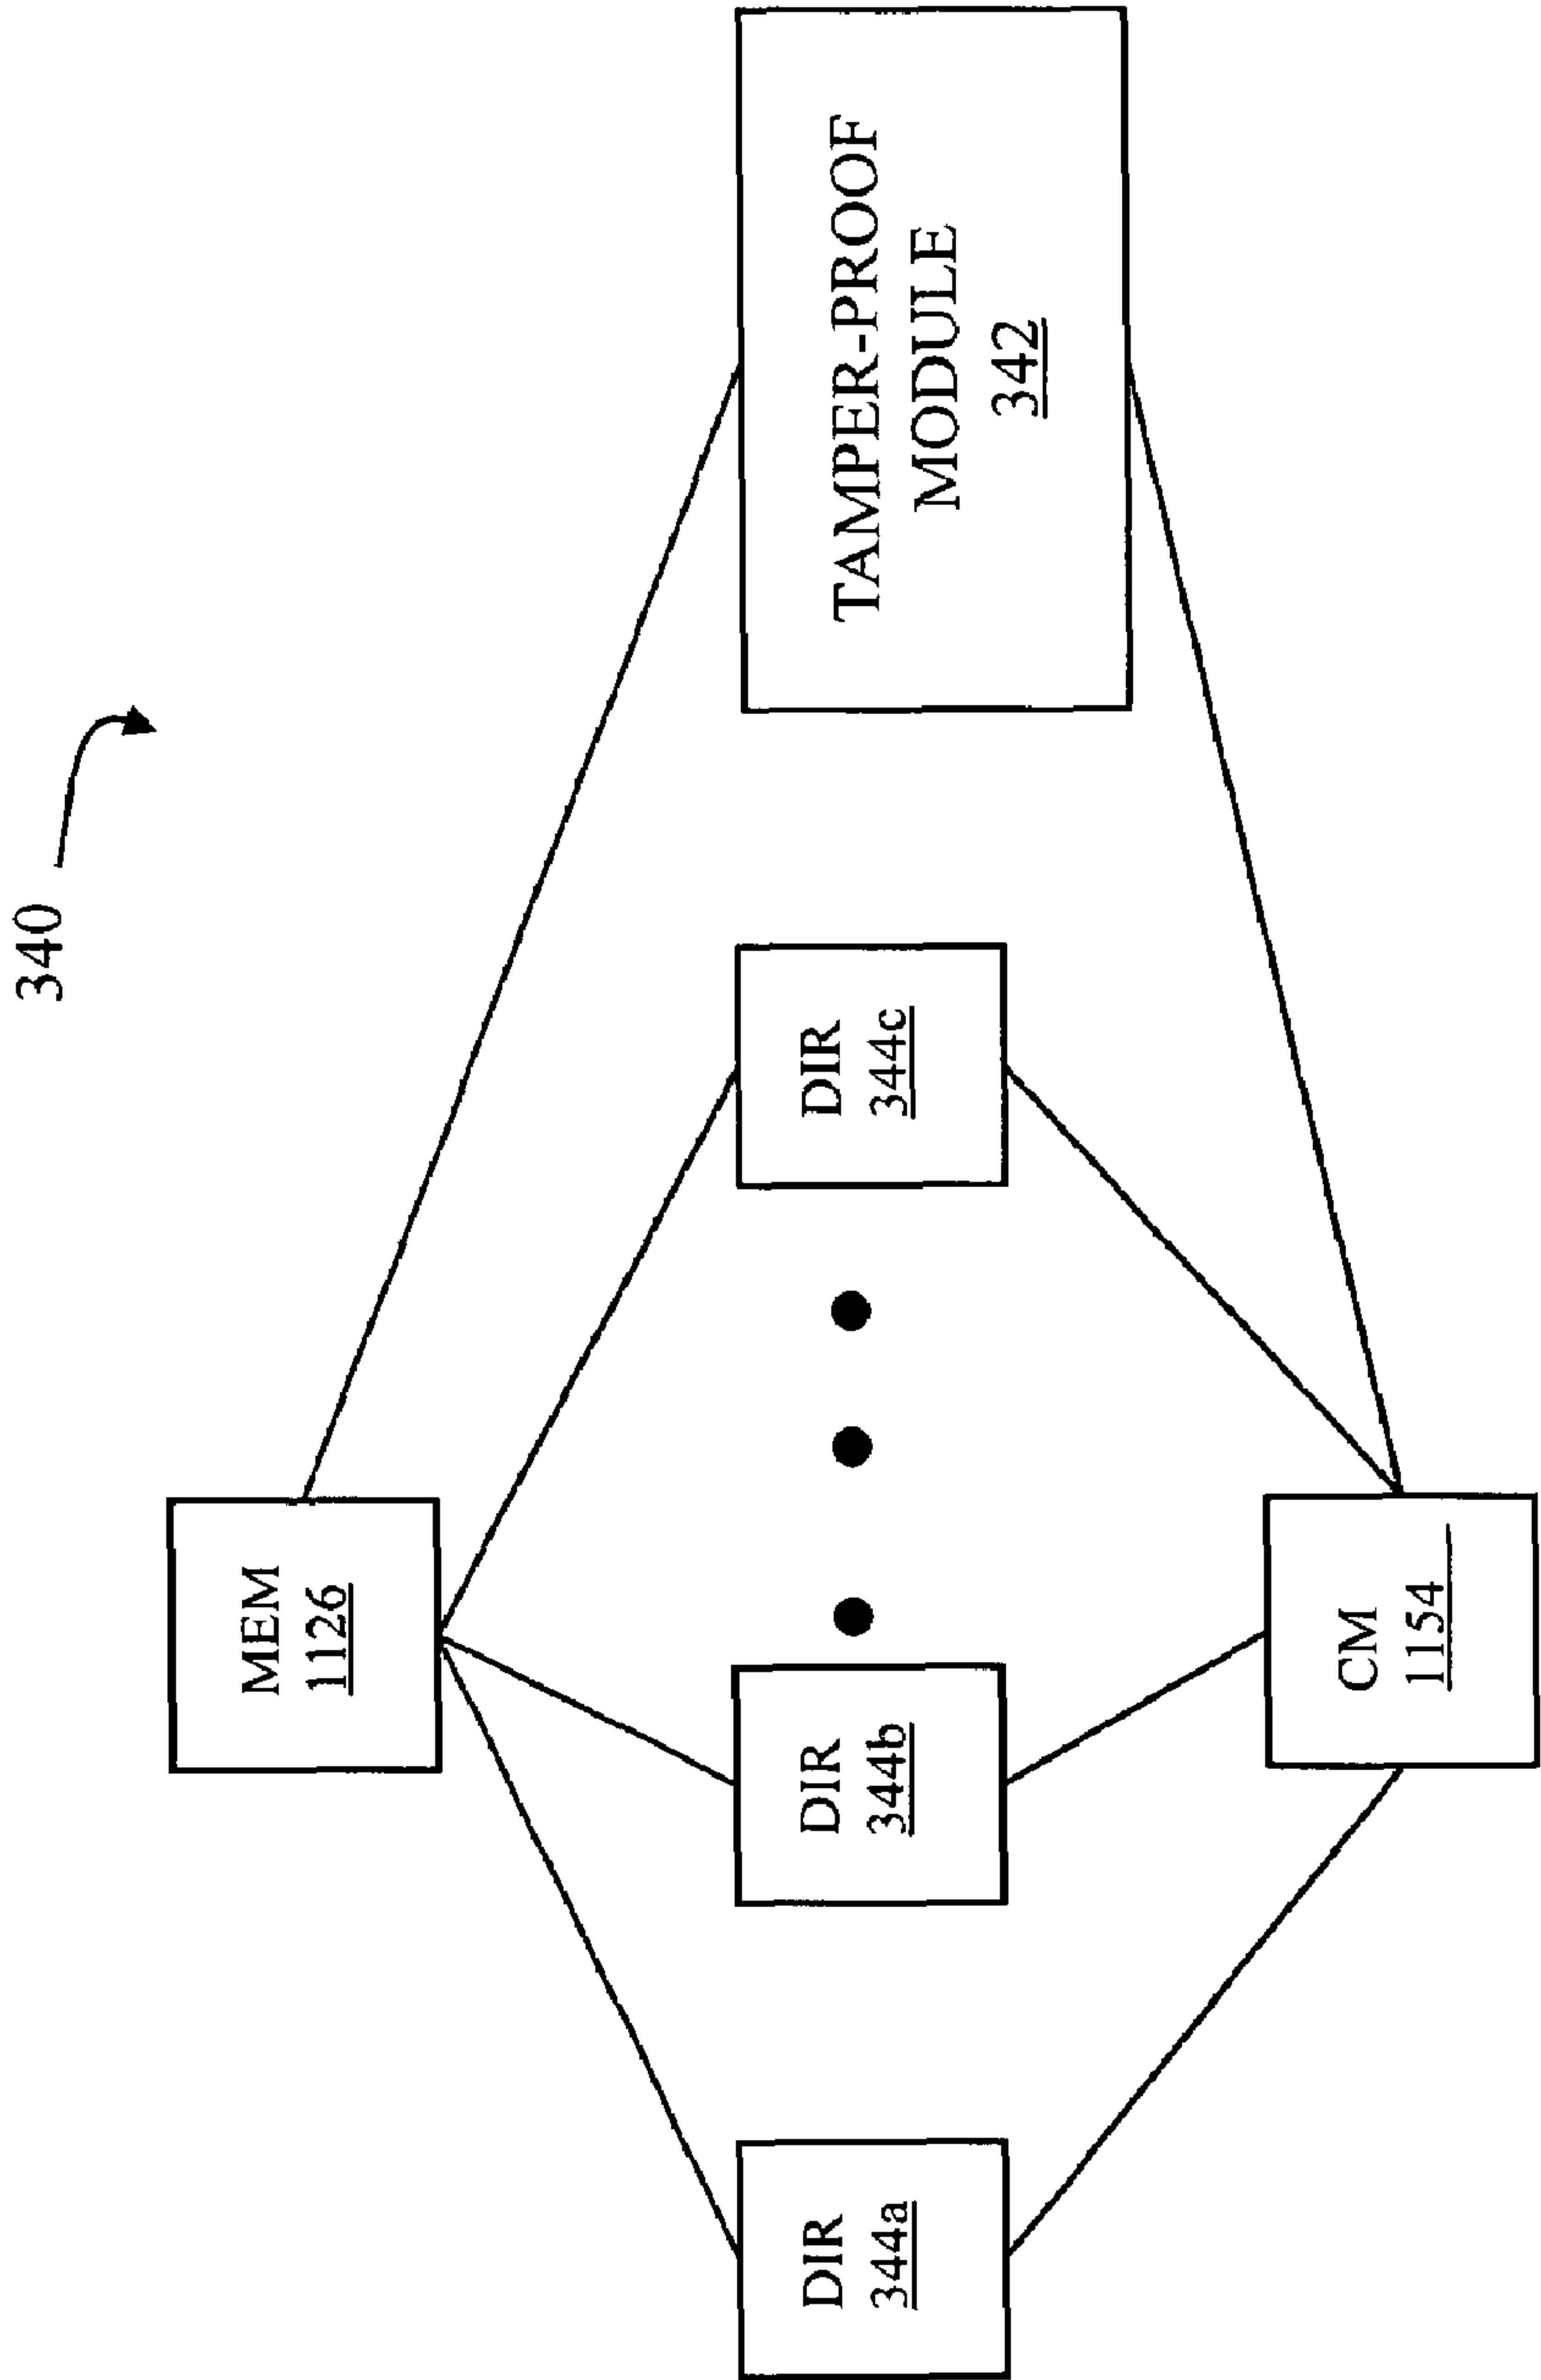 340
MEM
1126
DIR
344a
DIR
344b
DIR
344c
TAMPER-PROOF
MODULE
342
CM
1154